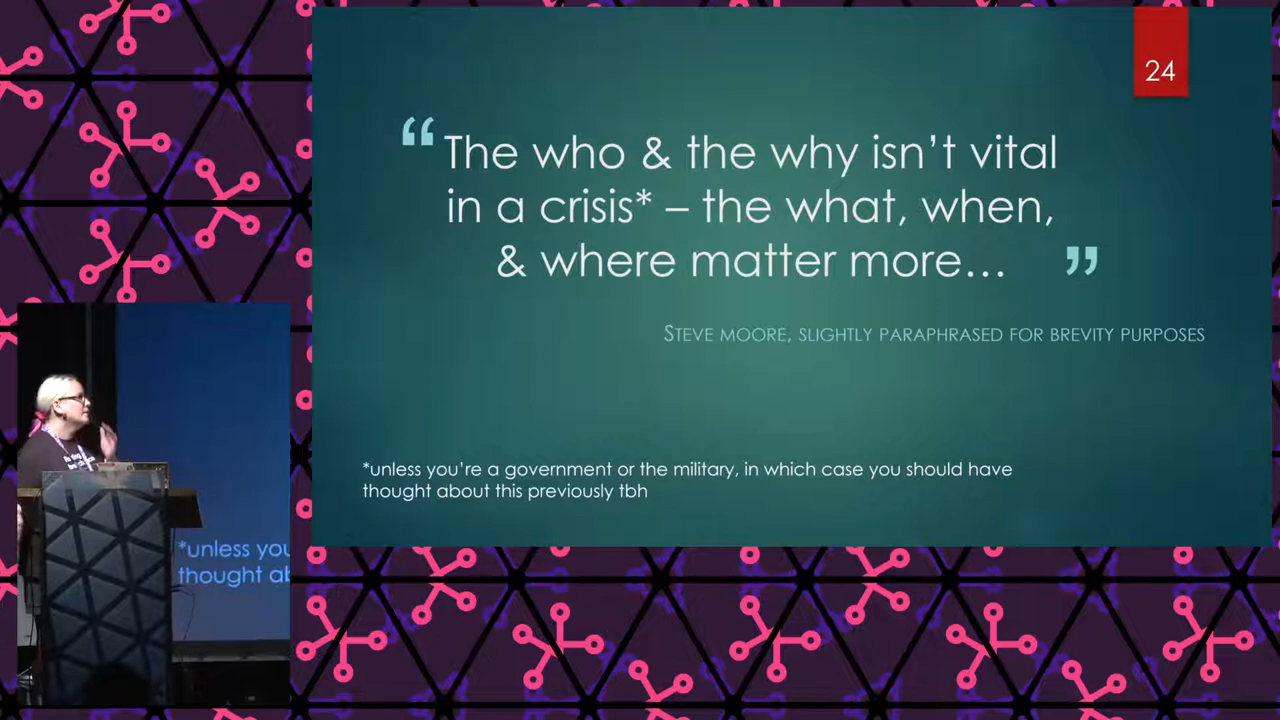 24
“The who & the why isn’t vital
in a crisis* – the what, when,
& where matter more…”
STEVE MOORE, SLIGHTLY PARAPHRASED FOR BREVITY PURPOSES
*unless you’re a government or the military, in which case you should have
thought about this previously tbh
*unless you
thought ab